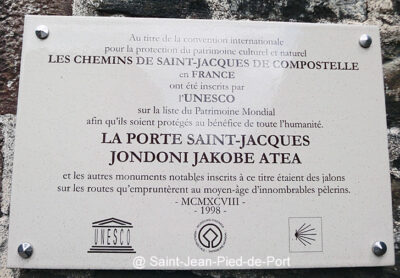 Au titre de la convention internationale
pour la protection du patrimoine culturel et naturel
LES CHEMINS DE SAINT-JACQUES DE COMPOSTELLE
en FRANCE
ont été inscrits par
l'UNESCO
sur la liste du Patrimoine Mondial
afin qu'ils soient protégés au bénéfice de toute l'humanité.
LA PORTE SAINT-JACQUES
JONDONI JAKOBE ATEA
et les autres monuments notables inscrits à ce titre étaient des jalons
sur les routes qu'empruntèrent au moyen-âge d'innombrables pèlerins.
- MCMXCVIII -
- 1998 -
UNESCO
@ Saint-Jean-Pied-de-Port